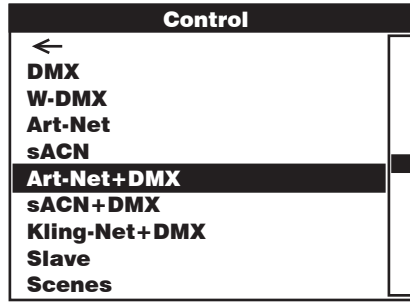 Control
←
DMX
W-DMX
Art-Net
sACN
Art-Net+DMX
sACN+DMX
Kling-Net+DMX
Slave
Scenes